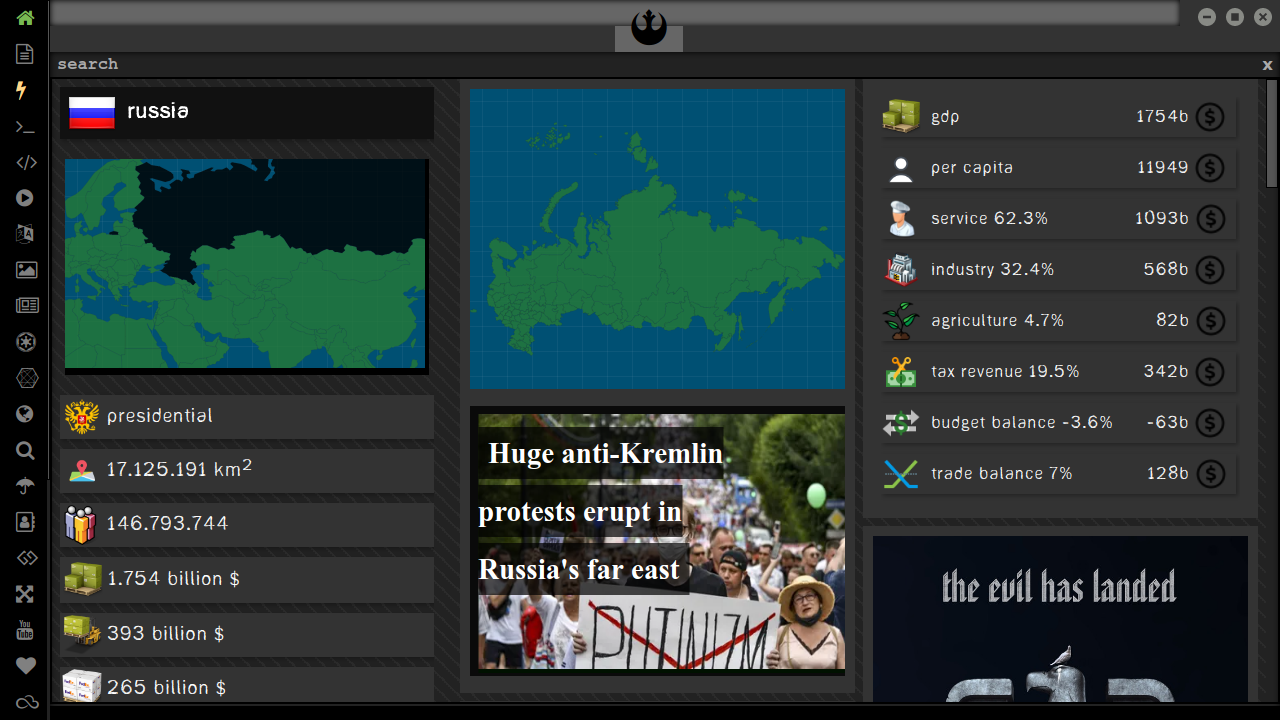 search
x
russia
presidential
17.125.191 km²
146.793.744
1.754 billion $
393 billion $
265 billion $
Huge anti-Kremlin
protests erupt in
Russia's far east
PUTINIZM
gdp 1754b $
per capita 11949 $
service 62.3% 1093b $
industry 32.4% 568b $
agriculture 4.7% 82b $
tax revenue 19.5% 342b $
budget balance -3.6% -63b $
trade balance 7% 128b $
the evil has landed
You
Tube